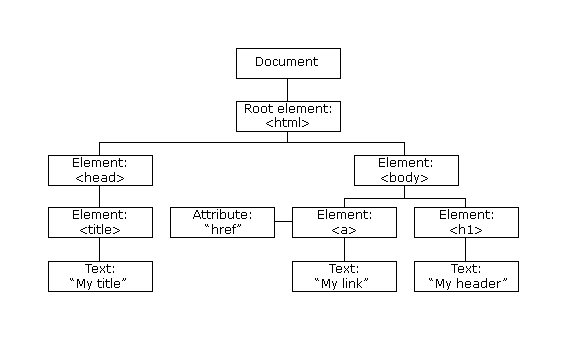 Document
Root element:
<html>
Element:
<head>
Element:
<body>
Element:
<title>
Attribute:
“href”
Element:
<a>
Element:
<h1>
Text:
“My title”
Text:
“My link”
Text:
“My header”